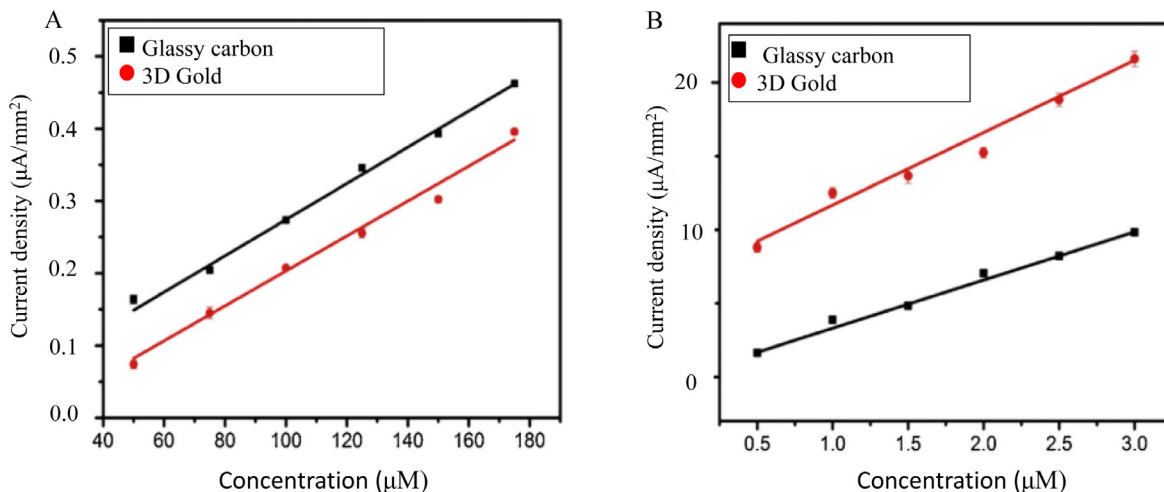 A
Glassy carbon
3D Gold
Current density (μA/mm²)
0.5
0.4
0.3
0.2
0.1
0.0
40 60 80 100 120 140 160 180
Concentration (μM)
B
Glassy carbon
3D Gold
Current density (μA/mm²)
20
10
0
0.5 1.0 1.5 2.0 2.5 3.0
Concentration (μM)